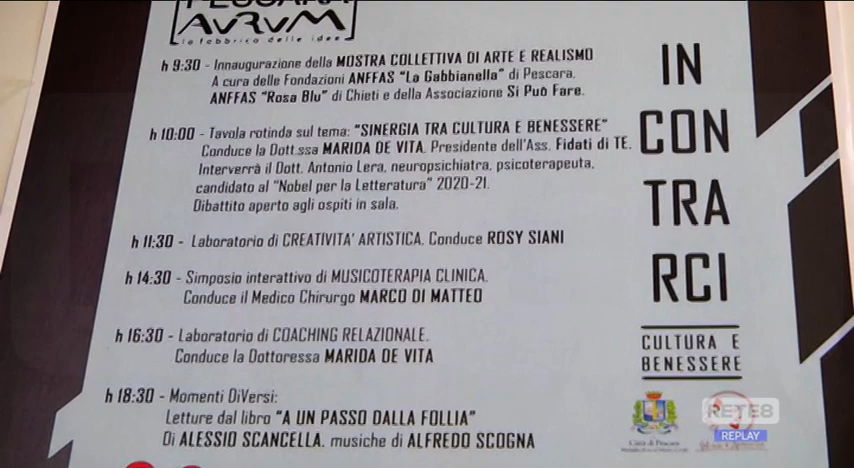 PESCARA
AVRVM
la fabbrica delle idee
h 9:30 - Innaugurazione della MOSTRA COLLETTIVA DI ARTE E REALISMO
A cura delle Fondazioni ANFFAS "La Gabbianella" di Pescara,
ANFFAS "Rosa Blu" di Chieti e della Associazione Si Può Fare.
h 10:00 - Tavola rotinda sul tema: "SINERGIA TRA CULTURA E BENESSERE"
Conduce la Dott.ssa MARIDA DE VITA, Presidente dell'Ass. Fidati di TE.
Interverrà il Dott. Antonio Lera, neuropsichiatra, psicoterapeuta,
candidato al "Nobel per la Letteratura" 2020-21.
Dibattito aperto agli ospiti in sala.
h 11:30 - Laboratorio di CREATIVITA' ARTISTICA. Conduce ROSY SIANI
h 14:30 - Simposio interattivo di MUSICOTERAPIA CLINICA.
Conduce il Medico Chirurgo MARCO DI MATTEO
h 16:30 - Laboratorio di COACHING RELAZIONALE.
Conduce la Dottoressa MARIDA DE VITA
h 18:30 - Momenti DiVersi:
Letture dal libro "A UN PASSO DALLA FOLLIA"
Di ALESSIO SCANCELLA, musiche di ALFREDO SCOGNA
IN
CON
TRA
RCI
CULTURA E
BENESSERE
Città di Pescara
RETE8
REPLAY